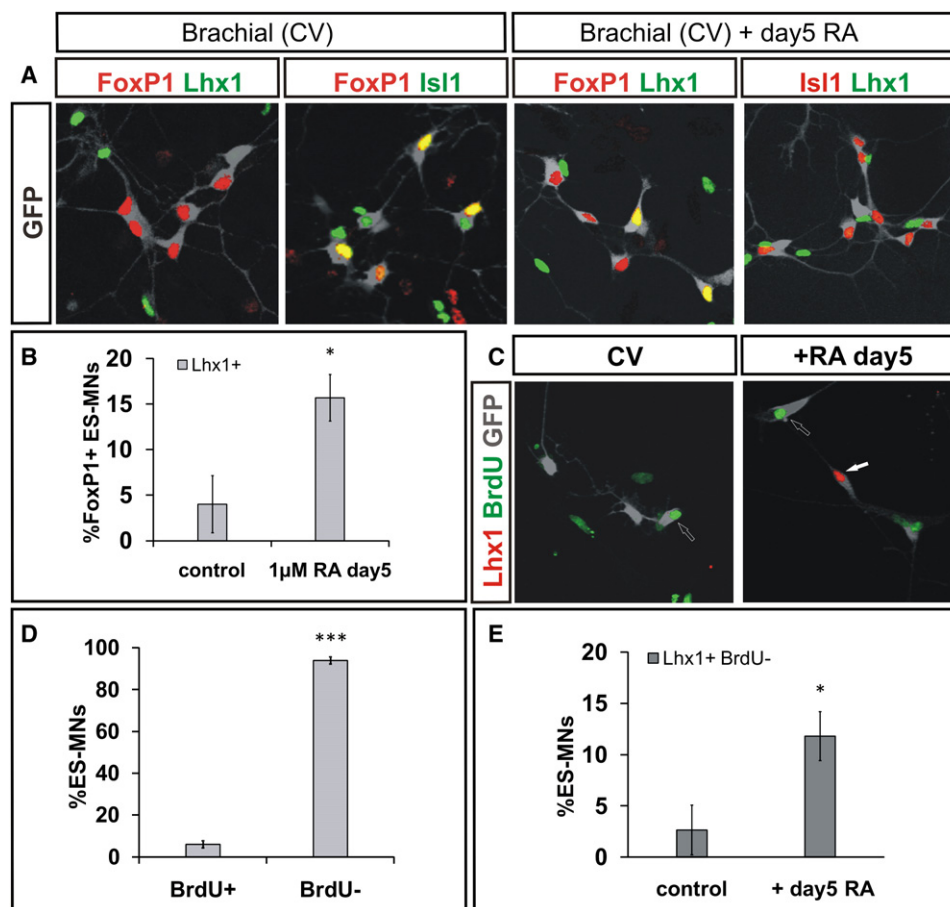 Brachial (CV)
Brachial (CV) + day5 RA
A
FoxP1 Lhx1
FoxP1 Isl1
FoxP1 Lhx1
Isl1 Lhx1
GFP
B
20
15
10
5
0
%FoxP1+ ES-MNs
Lhx1+
*
control
1µM RA day5
C
CV
+RA day5
Lhx1 BrdU GFP
D
100
80
60
40
20
0
%ES-MNs
***
BrdU+
BrdU-
E
20
15
10
5
0
%ES-MNs
Lhx1+ BrdU-
*
control
+ day5 RA